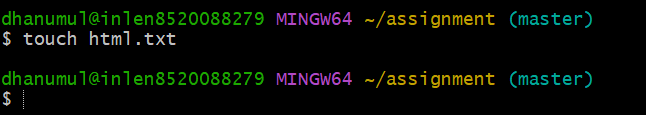 dhanumul@inlen8520088279 MINGW64 ~/assignment (master)
$ touch html.txt
dhanumul@inlen8520088279 MINGW64 ~/assignment (master)
$